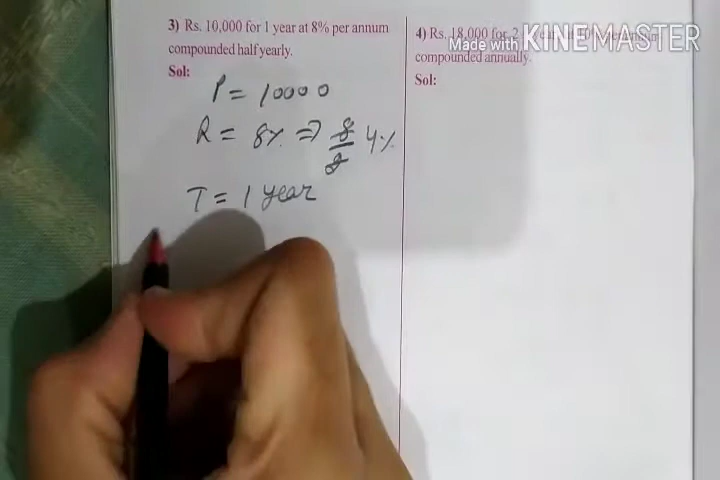 3) Rs. 10,000 for 1 year at 8% per annum
compounded half yearly.
Sol:
P = 10000
R = 8% ⇒ 8/2 4%
T = 1 year
4) Rs. 18,000 for 2
compounded annually.
Sol:
Made with KINEMASTER